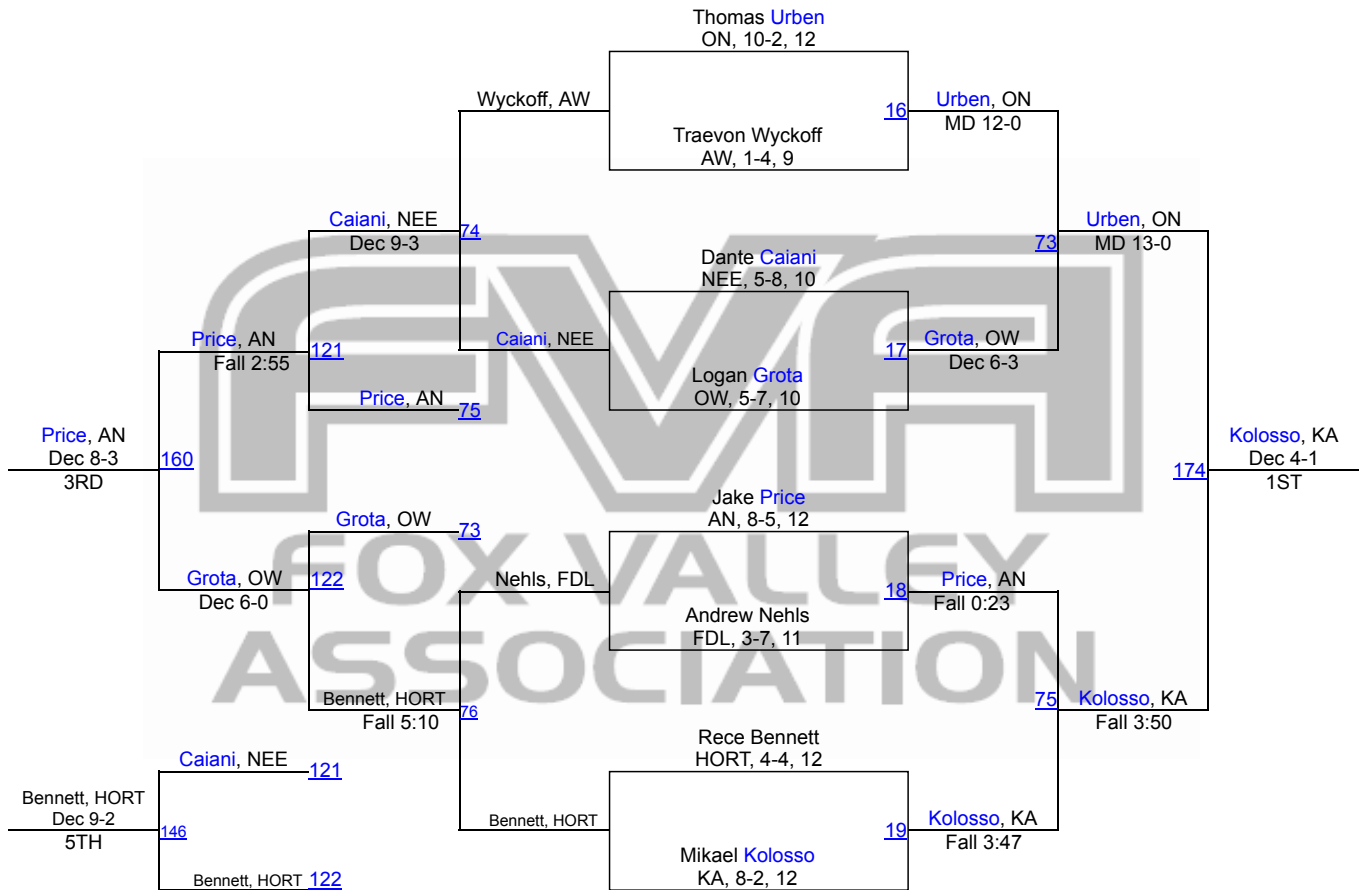 Thomas Urben
ON, 10-2, 12
Wyckoff, AW
16
Urben, ON
MD 12-0
Traevon Wyckoff
AW, 1-4, 9
Caiani, NEE
Dec 9-3
74
73
Urben, ON
MD 13-0
Dante Caiani
NEE, 5-8, 10
Price, AN
Fall 2:55
121
Caiani, NEE
17
Grota, OW
Dec 6-3
Logan Grota
OW, 5-7, 10
Price, AN
75
Price, AN
Dec 8-3
3RD
160
174
Kolosso, KA
Dec 4-1
1ST
FVA
FOX VALLEY
ASSOCIATION
Jake Price
AN, 8-5, 12
Grota, OW
73
Grota, OW
Dec 6-0
122
Nehls, FDL
18
Price, AN
Fall 0:23
Andrew Nehls
FDL, 3-7, 11
Bennett, HORT
Fall 5:10
76
75
Kolosso, KA
Fall 3:50
Rece Bennett
HORT, 4-4, 12
Caiani, NEE
121
Bennett, HORT
Dec 9-2
5TH
146
Bennett, HORT
19
Kolosso, KA
Fall 3:47
Mikael Kolosso
KA, 8-2, 12
Bennett, HORT
122